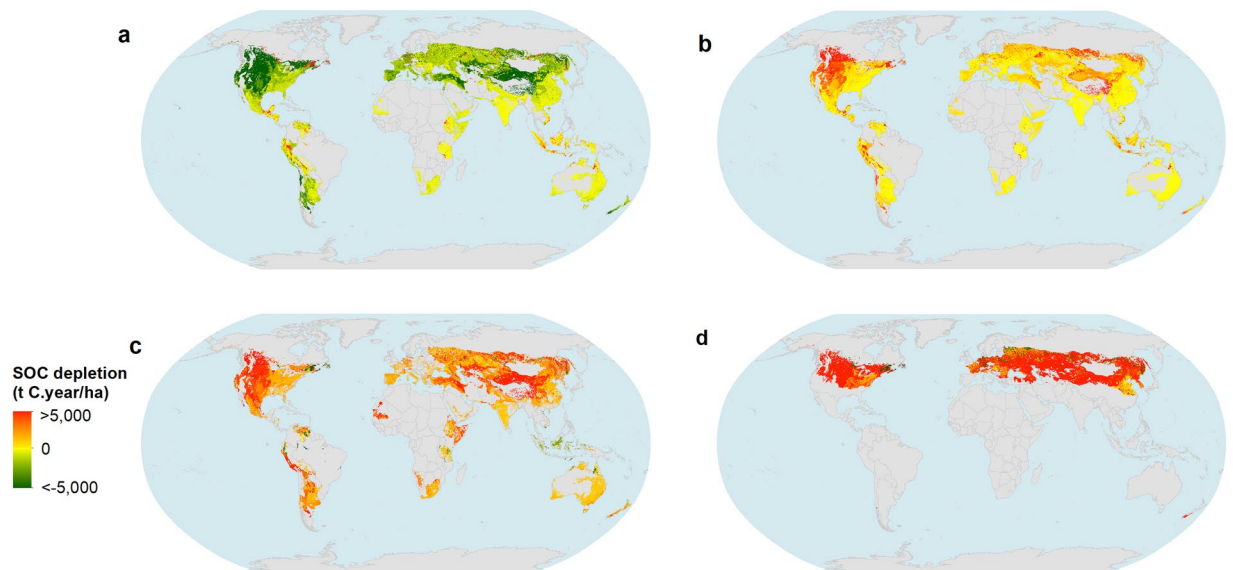 a
b
c
d
SOC depletion
(t C.year/ha)
>5,000
0
<-5,000